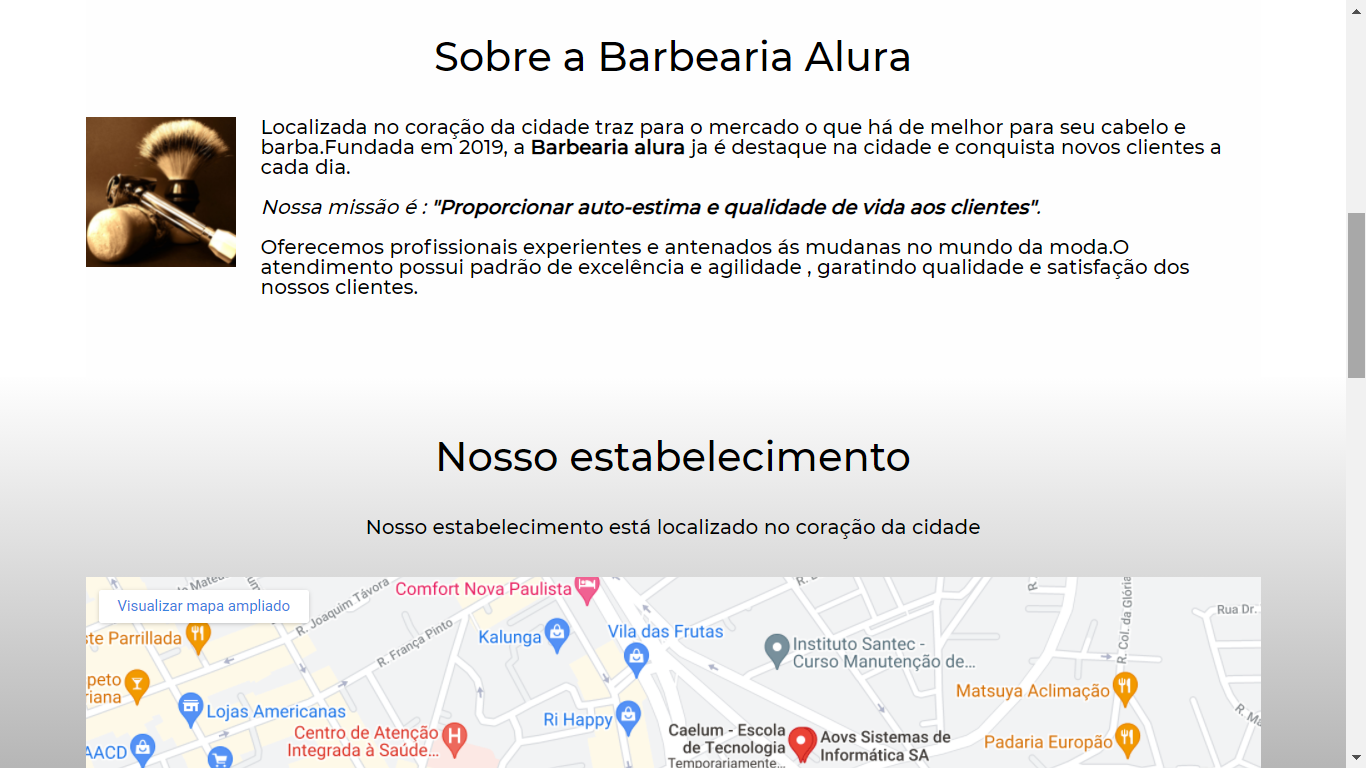 Sobre a Barbearia Alura
Localizada no coração da cidade traz para o mercado o que há de melhor para seu cabelo e
barba.Fundada em 2019, a Barbearia alura ja é destaque na cidade e conquista novos clientes a
cada dia.
Nossa missão é : "Proporcionar auto-estima e qualidade de vida aos clientes".
Oferecemos profissionais experientes e antenados ás mudanas no mundo da moda.O
atendimento possui padrão de excelência e agilidade , garatindo qualidade e satisfação dos
nossos clientes.
Nosso estabelecimento
Nosso estabelecimento está localizado no coração da cidade
Visualizar mapa ampliado
R. Joaquim Távora
Comfort Nova Paulista
R. França Pinto
Kalunga
Vila das Frutas
Instituto Santec -
Curso Manutenção de...
R. Col. da Glória
Rua Dr.
Parrillada
Matsuya Aclimação
Lojas Americanas
Ri Happy
Centro de Atenção
Integrada à Saúde...
Caelum - Escola
de Tecnologia
Temporariamente...
Aovs Sistemas de
Informática SA
Padaria Europão
AACD